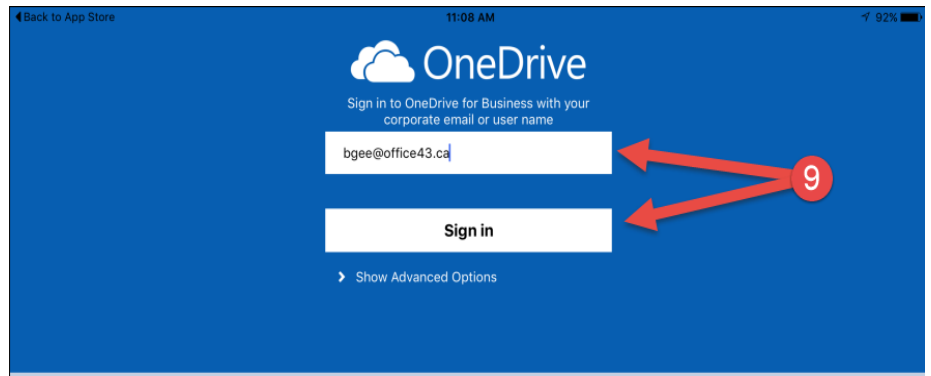 Back to App Store 11:08 AM 92%
OneDrive
Sign in to OneDrive for Business with your
corporate email or user name
bgee@office43.ca
9
Sign in
Show Advanced Options